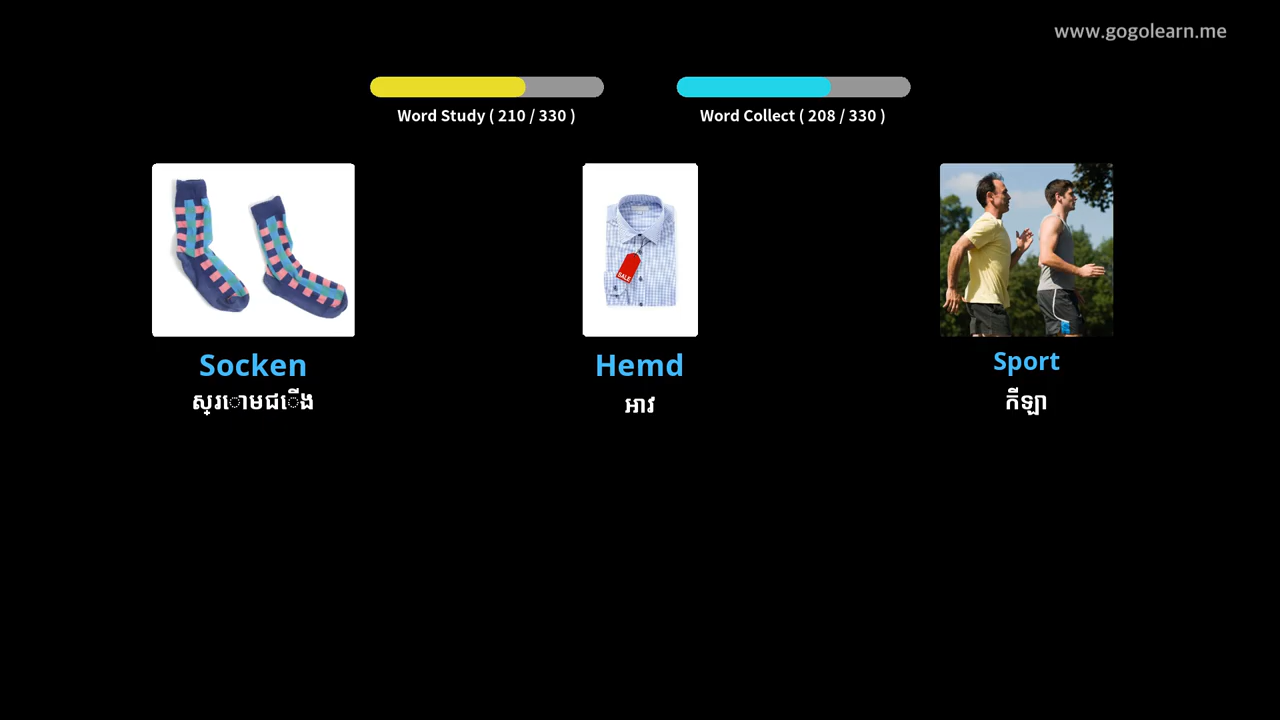 www.gogolearn.me
Word Study ( 210 / 330 )
Word Collect ( 208 / 330 )
SALE
Socken
Hemd
Sport
ស្រោមជើង
អាវ
កីឡា